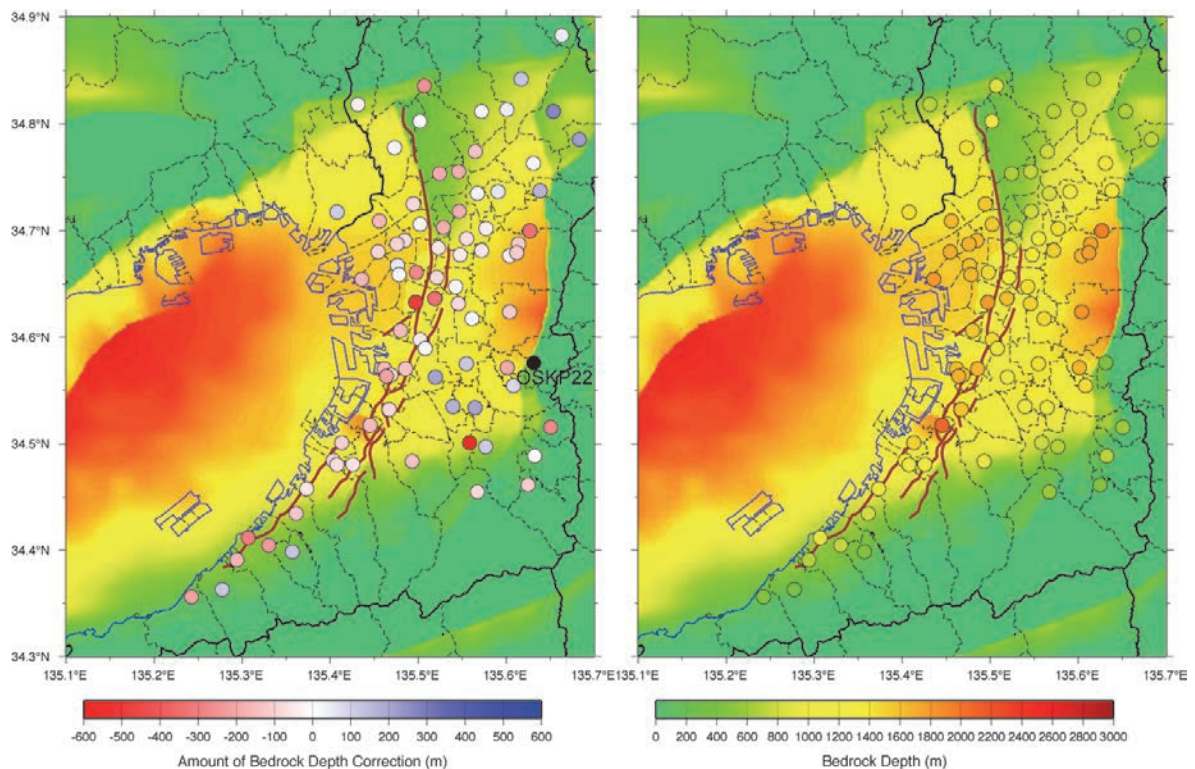 34.9°N
34.8°N
34.7°N
34.6°N
34.5°N
34.4°N
34.3°N
OSKP22
135.1°E 135.2°E 135.3°E 135.4°E 135.5°E 135.6°E 135.7°E 135.1°E 135.2°E 135.3°E 135.4°E 135.5°E 135.6°E 135.7°E
-600 -500 -400 -300 -200 -100 0 100 200 300 400 500 600
Amount of Bedrock Depth Correction (m)
0 200 400 600 800 1000 1200 1400 1600 1800 2000 2200 2400 2600 2800 3000
Bedrock Depth (m)